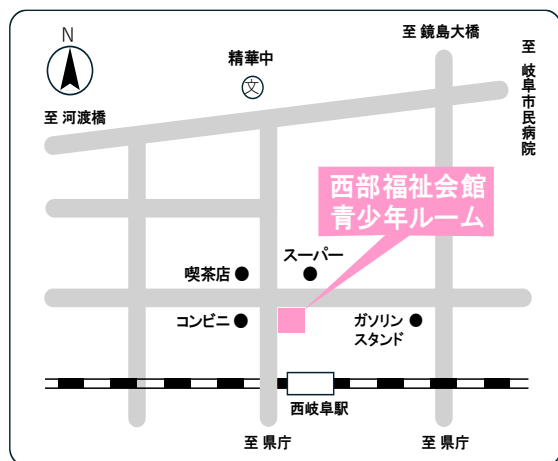 N
至 鏡島大橋
精華中
文
至 岐阜市民病院
至 河渡橋
西部福祉会館
青少年ルーム
スーパー
喫茶店
コンビニ
ガソリン
スタンド
西岐阜駅
至 県庁
至 県庁